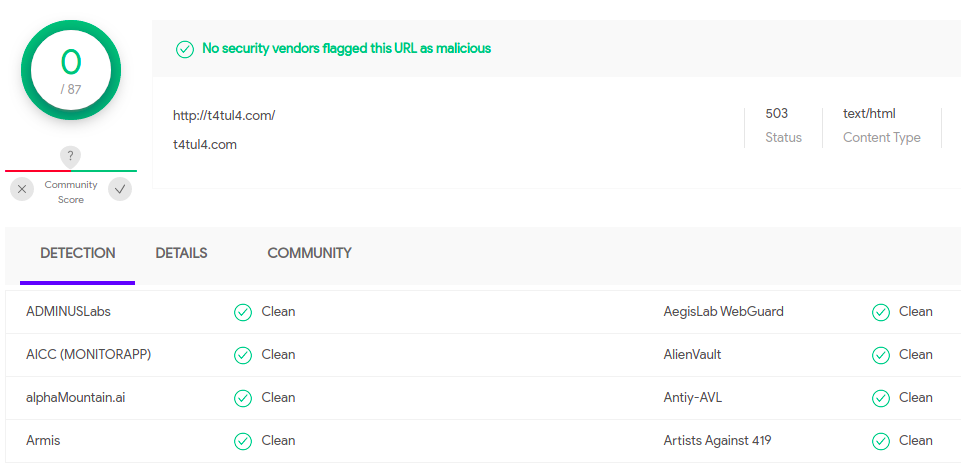 0
/ 87
No security vendors flagged this URL as malicious
http://t4tul4.com/
t4tul4.com
503
Status
text/html
Content Type
?
Community
Score
DETECTION DETAILS COMMUNITY
ADMINUSLabs Clean AegisLab WebGuard Clean
AICC (MONITORAPP) Clean AlienVault Clean
alphaMountain.ai Clean Antiy-AVL Clean
Armis Clean Artists Against 419 Clean